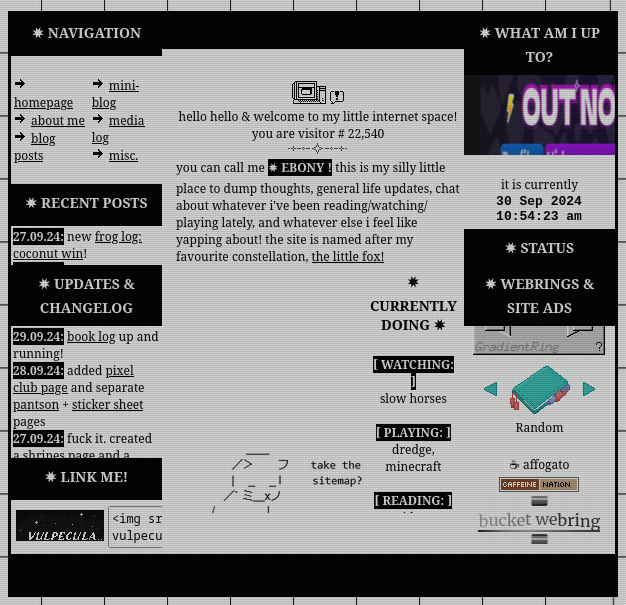 ✷ NAVIGATION
homepage
about me
blog
posts
mini-
blog
media
log
misc.
✷ RECENT POSTS
27.09.24: new frog log:
coconut win!
✷ UPDATES &
CHANGELOG
29.09.24: book log up and
running!
28.09.24: added pixel
club page and separate
pantson + sticker sheet
pages
27.09.24: fuck it. created
a shrines page and a
✷ LINK ME!
VULPECULA
<img sr
vulpecu
hello hello & welcome to my little internet space!
you are visitor # 22,540
you can call me ✷ EBONY ! this is my silly little
place to dump thoughts, general life updates, chat
about whatever i've been reading/watching/
playing lately, and whatever else i feel like
yapping about! the site is named after my
favourite constellation, the little fox!
✷
CURRENTLY
DOING ✷
[ WATCHING:
]
slow horses
[ PLAYING: ]
dredge,
minecraft
[ READING: ]
take the
sitemap?
✷ WHAT AM I UP
TO?
OUT NO
it is currently
30 Sep 2024
10:54:23 am
✷ STATUS
✷ WEBRINGS &
SITE ADS
GradientRing ?
Random
☕ affogato
CAFFEINE NATION
bucket webring